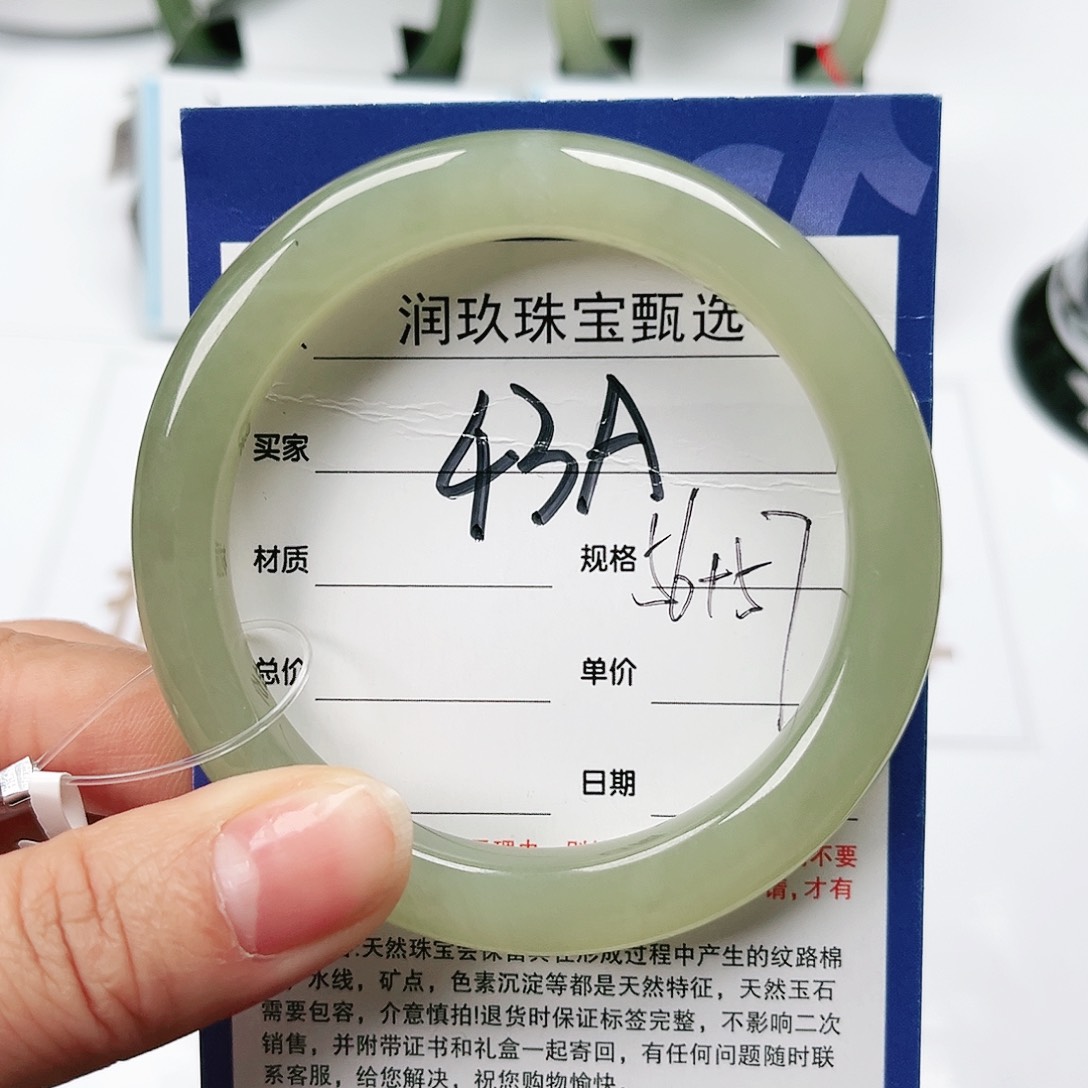 润玖珠宝甄选
43A
买家
材质
规格 56+57
总价
单价
日期
不要
请,才有
天然珠宝会保留其在形成过程中产生的纹路棉
水线，矿点，色素沉淀等都是天然特征，天然玉石
需要包容，介意慎拍!退货时保证标签完整，不影响二次
销售，并附带证书和礼盒一起寄回，有任何问题随时联
系客服，给您解决，祝您购物愉快。